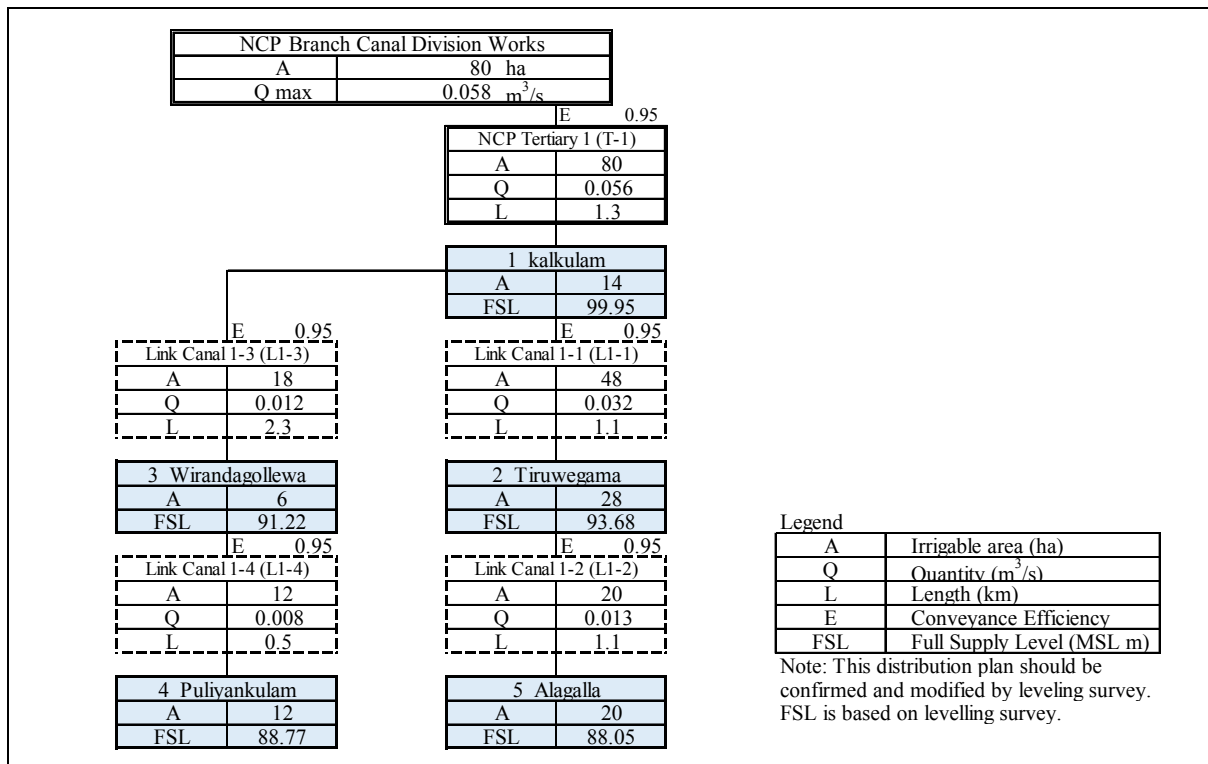 NCP Branch Canal Division Works
A 80 ha
Q max 0.058 m³/s
E 0.95
NCP Tertiary 1 (T-1)
A 80
Q 0.056
L 1.3
1 kalkulam
A 14
FSL 99.95
E 0.95 E 0.95
Link Canal 1-3 (L1-3) Link Canal 1-1 (L1-1)
A 18 A 48
Q 0.012 Q 0.032
L 2.3 L 1.1
3 Wirandagollewa 2 Tiruwegama
A 6 A 28
FSL 91.22 FSL 93.68
E 0.95 E 0.95
Link Canal 1-4 (L1-4) Link Canal 1-2 (L1-2)
A 12 A 20
Q 0.008 Q 0.013
L 0.5 L 1.1
4 Puliyankulam 5 Alagalla
A 12 A 20
FSL 88.77 FSL 88.05
Legend
A Irrigable area (ha)
Q Quantity (m³/s)
L Length (km)
E Conveyance Efficiency
FSL Full Supply Level (MSL m)
Note: This distribution plan should be
confirmed and modified by leveling survey.
FSL is based on levelling survey.